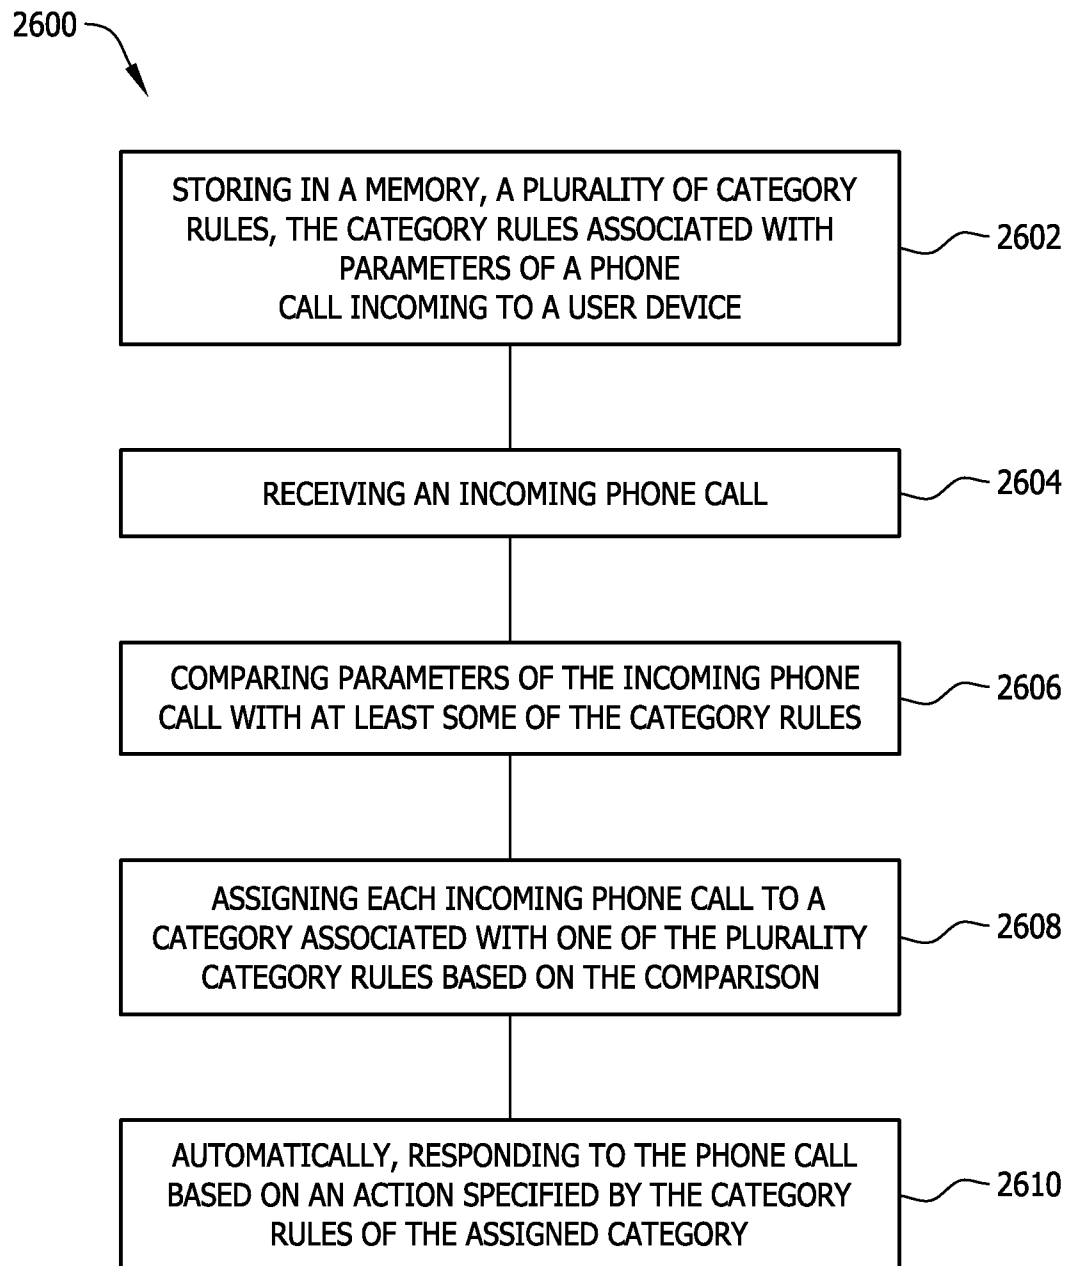 2600
STORING IN A MEMORY, A PLURALITY OF CATEGORY
RULES, THE CATEGORY RULES ASSOCIATED WITH
PARAMETERS OF A PHONE
CALL INCOMING TO A USER DEVICE
2602
RECEIVING AN INCOMING PHONE CALL
2604
COMPARING PARAMETERS OF THE INCOMING PHONE
CALL WITH AT LEAST SOME OF THE CATEGORY RULES
2606
ASSIGNING EACH INCOMING PHONE CALL TO A
CATEGORY ASSOCIATED WITH ONE OF THE PLURALITY
CATEGORY RULES BASED ON THE COMPARISON
2608
AUTOMATICALLY, RESPONDING TO THE PHONE CALL
BASED ON AN ACTION SPECIFIED BY THE CATEGORY
RULES OF THE ASSIGNED CATEGORY
2610